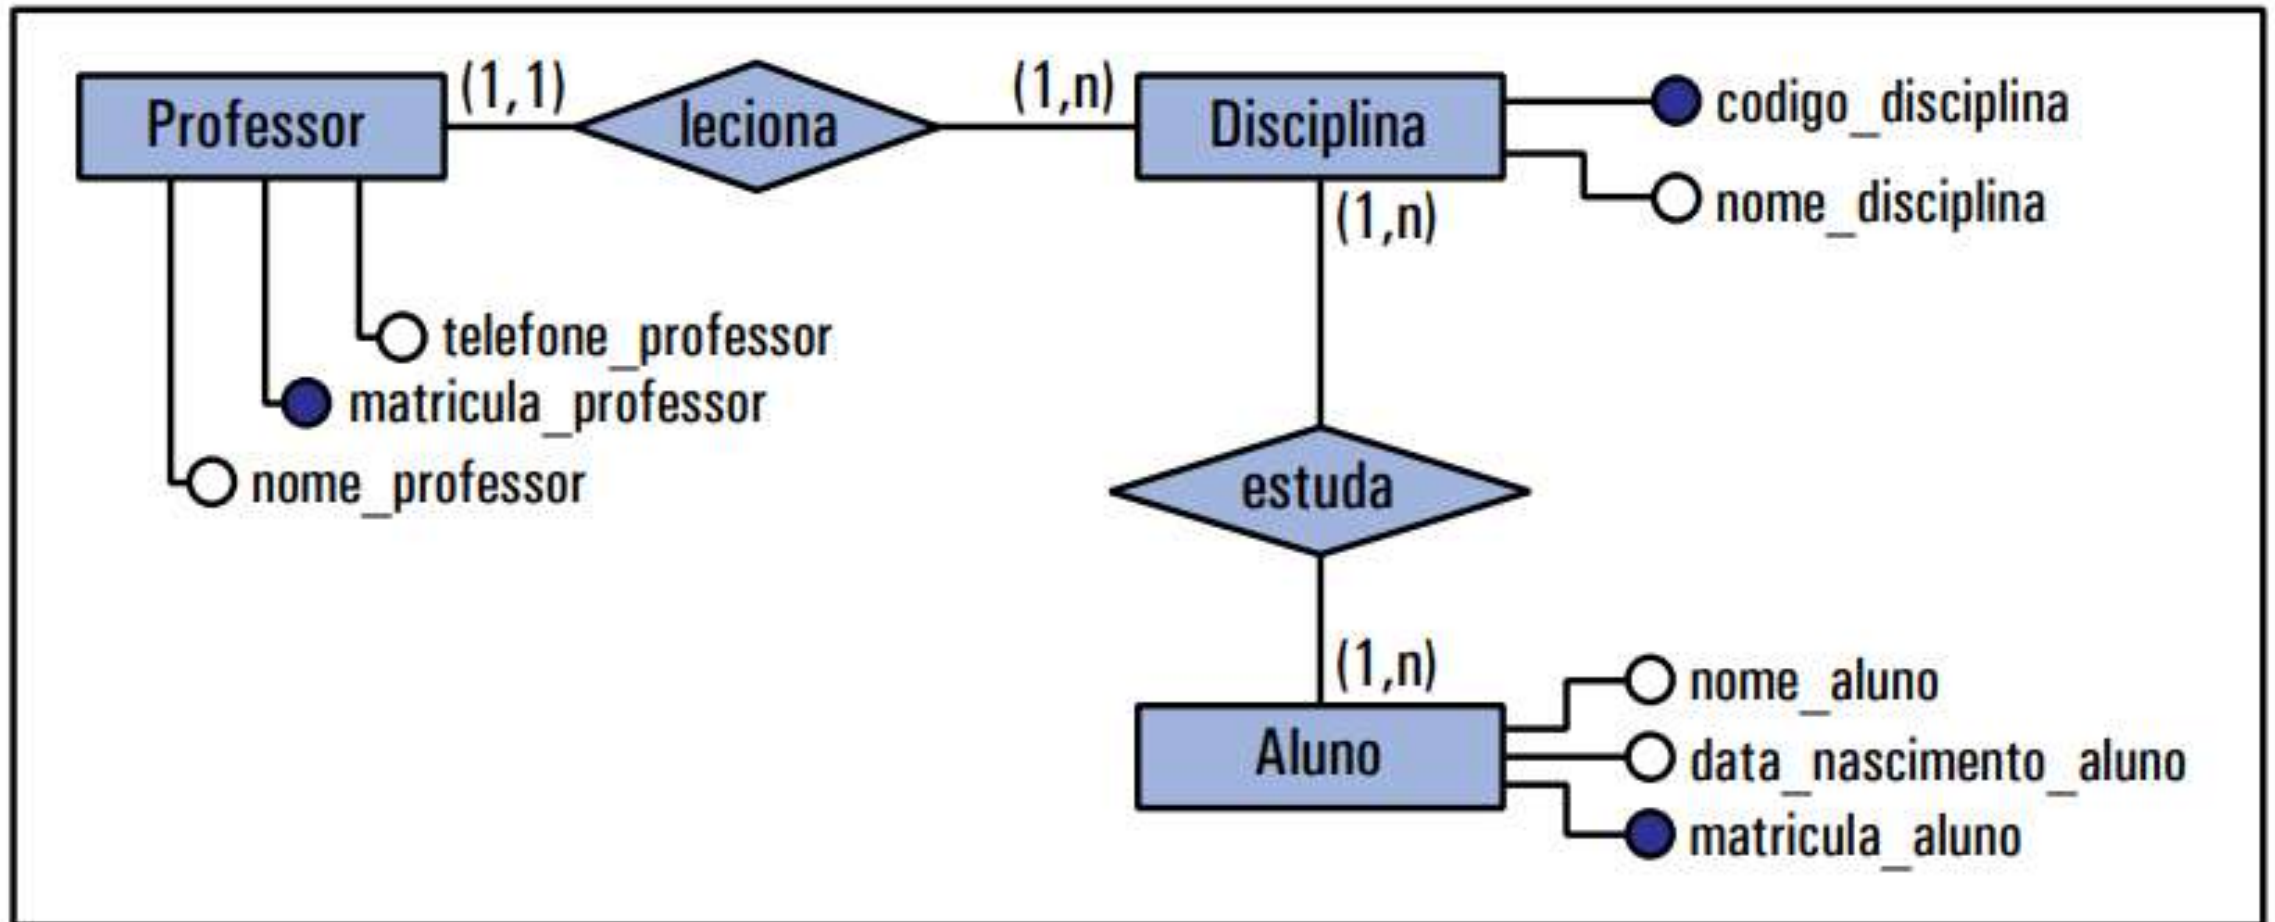 Professor
(1,1)
leciona
(1,n)
Disciplina
codigo_disciplina
nome_disciplina
(1,n)
telefone_professor
matricula_professor
nome_professor
estuda
(1,n)
Aluno
nome_aluno
data_nascimento_aluno
matricula_aluno